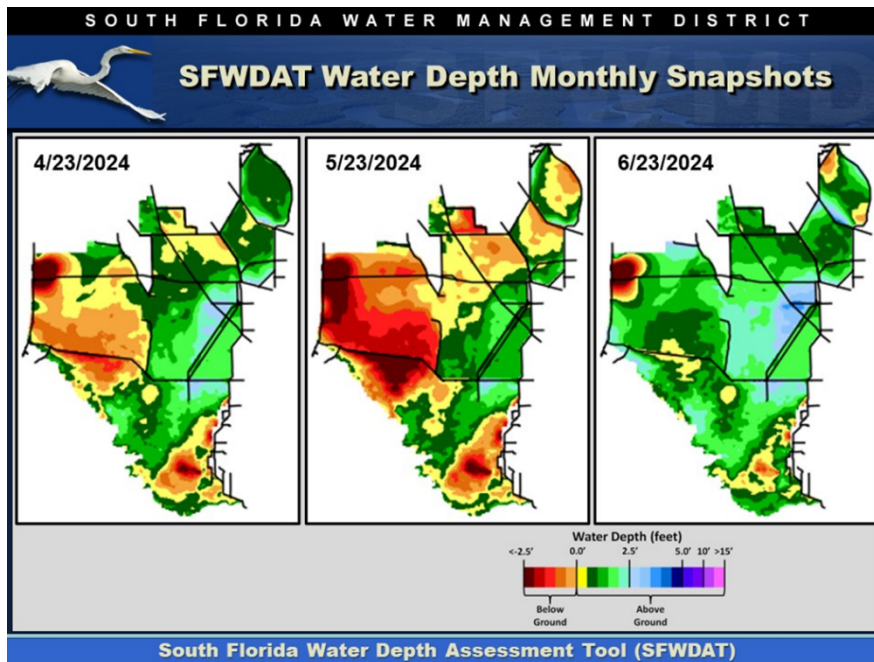 SOUTH FLORIDA WATER MANAGEMENT DISTRICT
SFWDAT Water Depth Monthly Snapshots
4/23/2024
5/23/2024
6/23/2024
Water Depth (feet)
<-2.5' 0.0' 2.5' 5.0' 10' >15'
Below Ground
Above Ground
South Florida Water Depth Assessment Tool (SFWDAT)